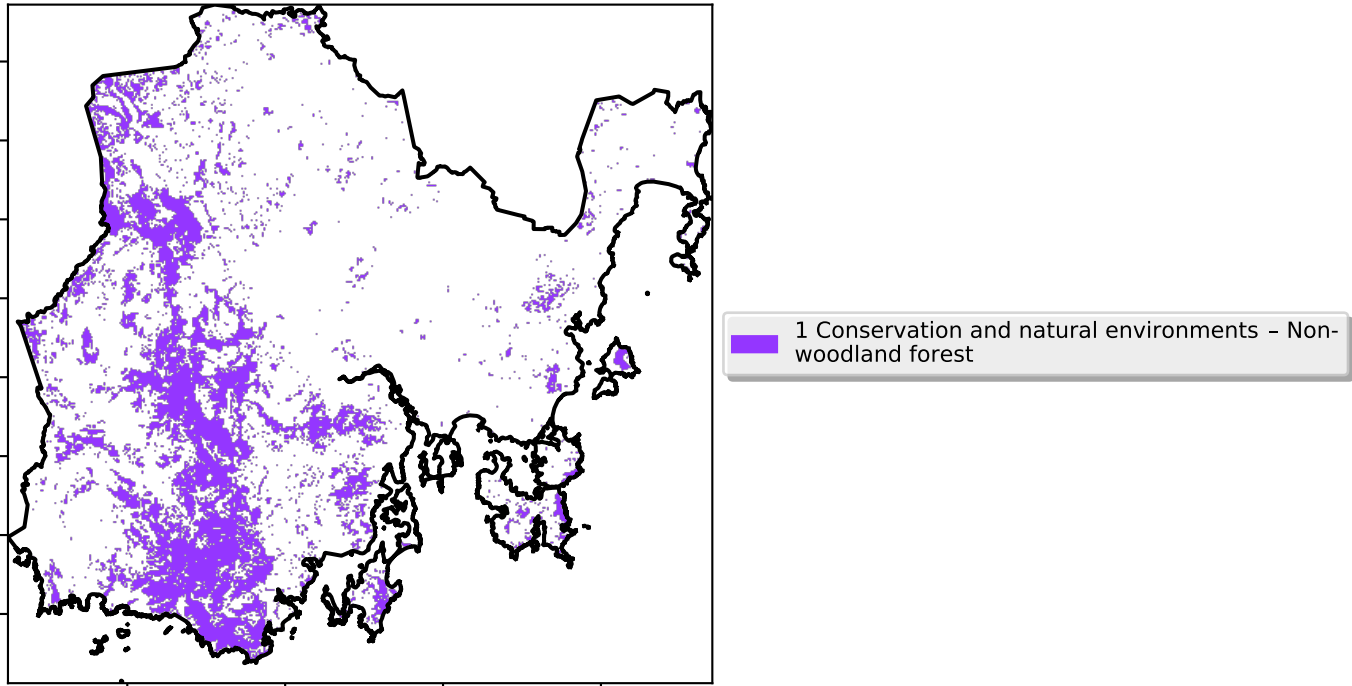 1 Conservation and natural environments – Non-
woodland forest